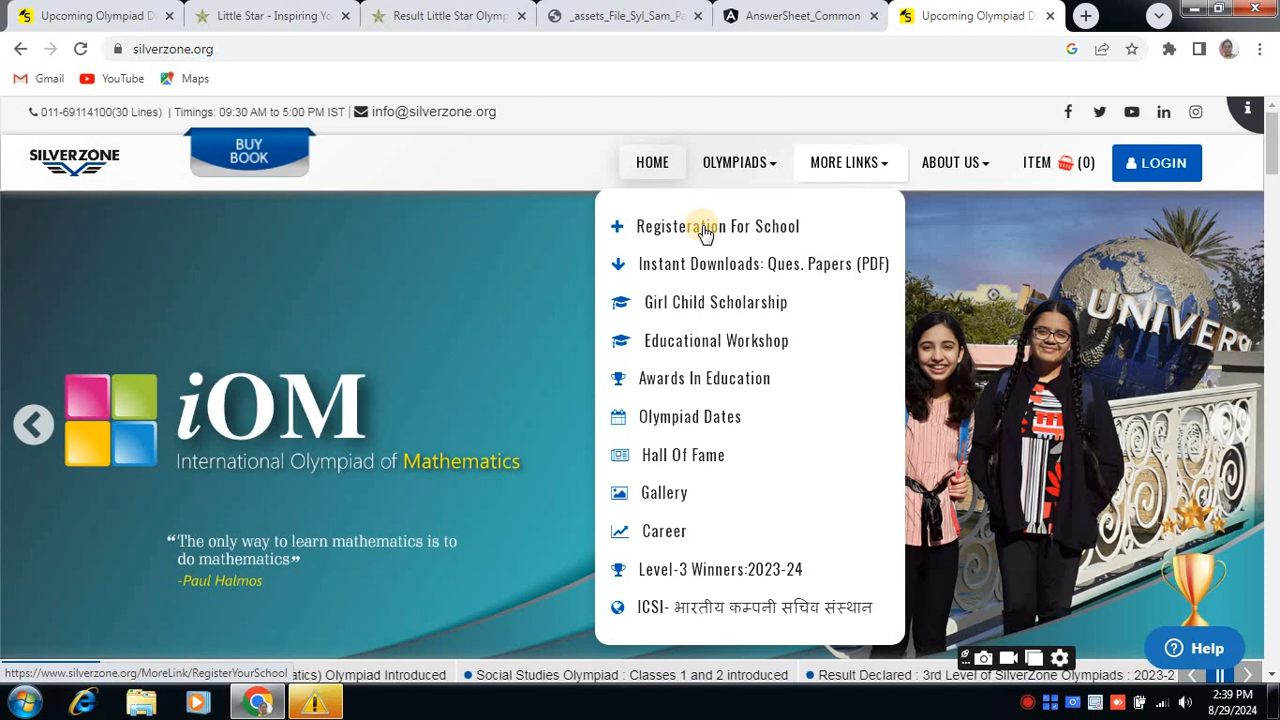 Upcoming Olympiad D
Little Star - Inspiring Yo
Result Little Star Olymp
_assets_File_Syl_Sam_Pa
AnswerSheet_Common
Upcoming Olympiad D
silverzone.org
Gmail
YouTube
Maps
011-69114100(30 Lines) | Timings: 09:30 AM to 5:00 PM IST | info@silverzone.org
SILVERZONE
BUY
BOOK
HOME
OLYMPIADS
MORE LINKS
ABOUT US
ITEM (0)
LOGIN
Registeration For School
Instant Downloads: Ques. Papers (PDF)
Girl Child Scholarship
Educational Workshop
Awards In Education
Olympiad Dates
Hall Of Fame
Gallery
Career
Level-3 Winners:2023-24
ICSI- भारतीय कम्पनी सचिव संस्थान
iOM
International Olympiad of Mathematics
“The only way to learn mathematics is to
do mathematics”
-Paul Halmos
UNIVER
Help
https://www.silverzone.org/MoreLink/RegisterYourSchool
atics) Olympiad Introduced
Social Studies Olympiad : Classes 1 and 2 introduced
Result Declared : 3rd Level of SilverZone Olympiads : 2023-2
2:39 PM
8/29/2024